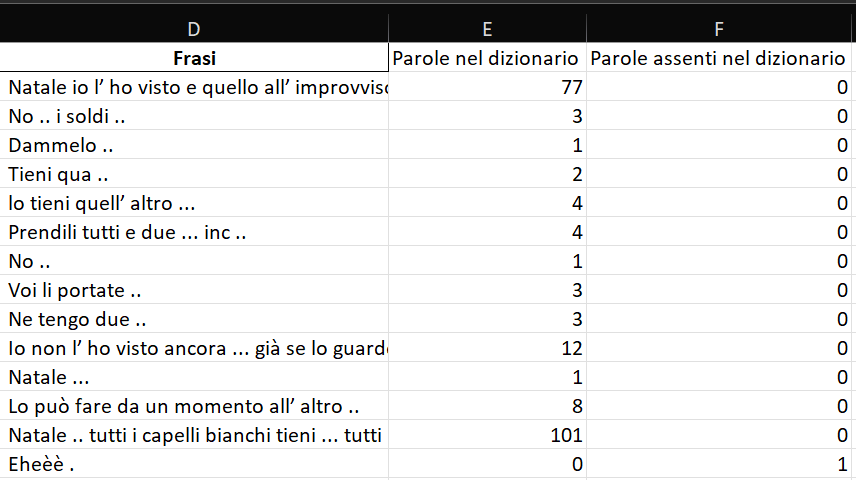 D E F
Frasi Parole nel dizionario Parole assenti nel dizionario
Natale io l’ ho visto e quello all’ improvviso 77 0
No .. i soldi .. 3 0
Dammelo .. 1 0
Tieni qua .. 2 0
lo tieni quell’ altro ... 4 0
Prendili tutti e due ... inc .. 4 0
No .. 1 0
Voi li portate .. 3 0
Ne tengo due .. 3 0
Io non l’ ho visto ancora ... già se lo guardo 12 0
Natale ... 1 0
Lo può fare da un momento all’ altro .. 8 0
Natale .. tutti i capelli bianchi tieni ... tutti 101 0
Eheèè . 0 1